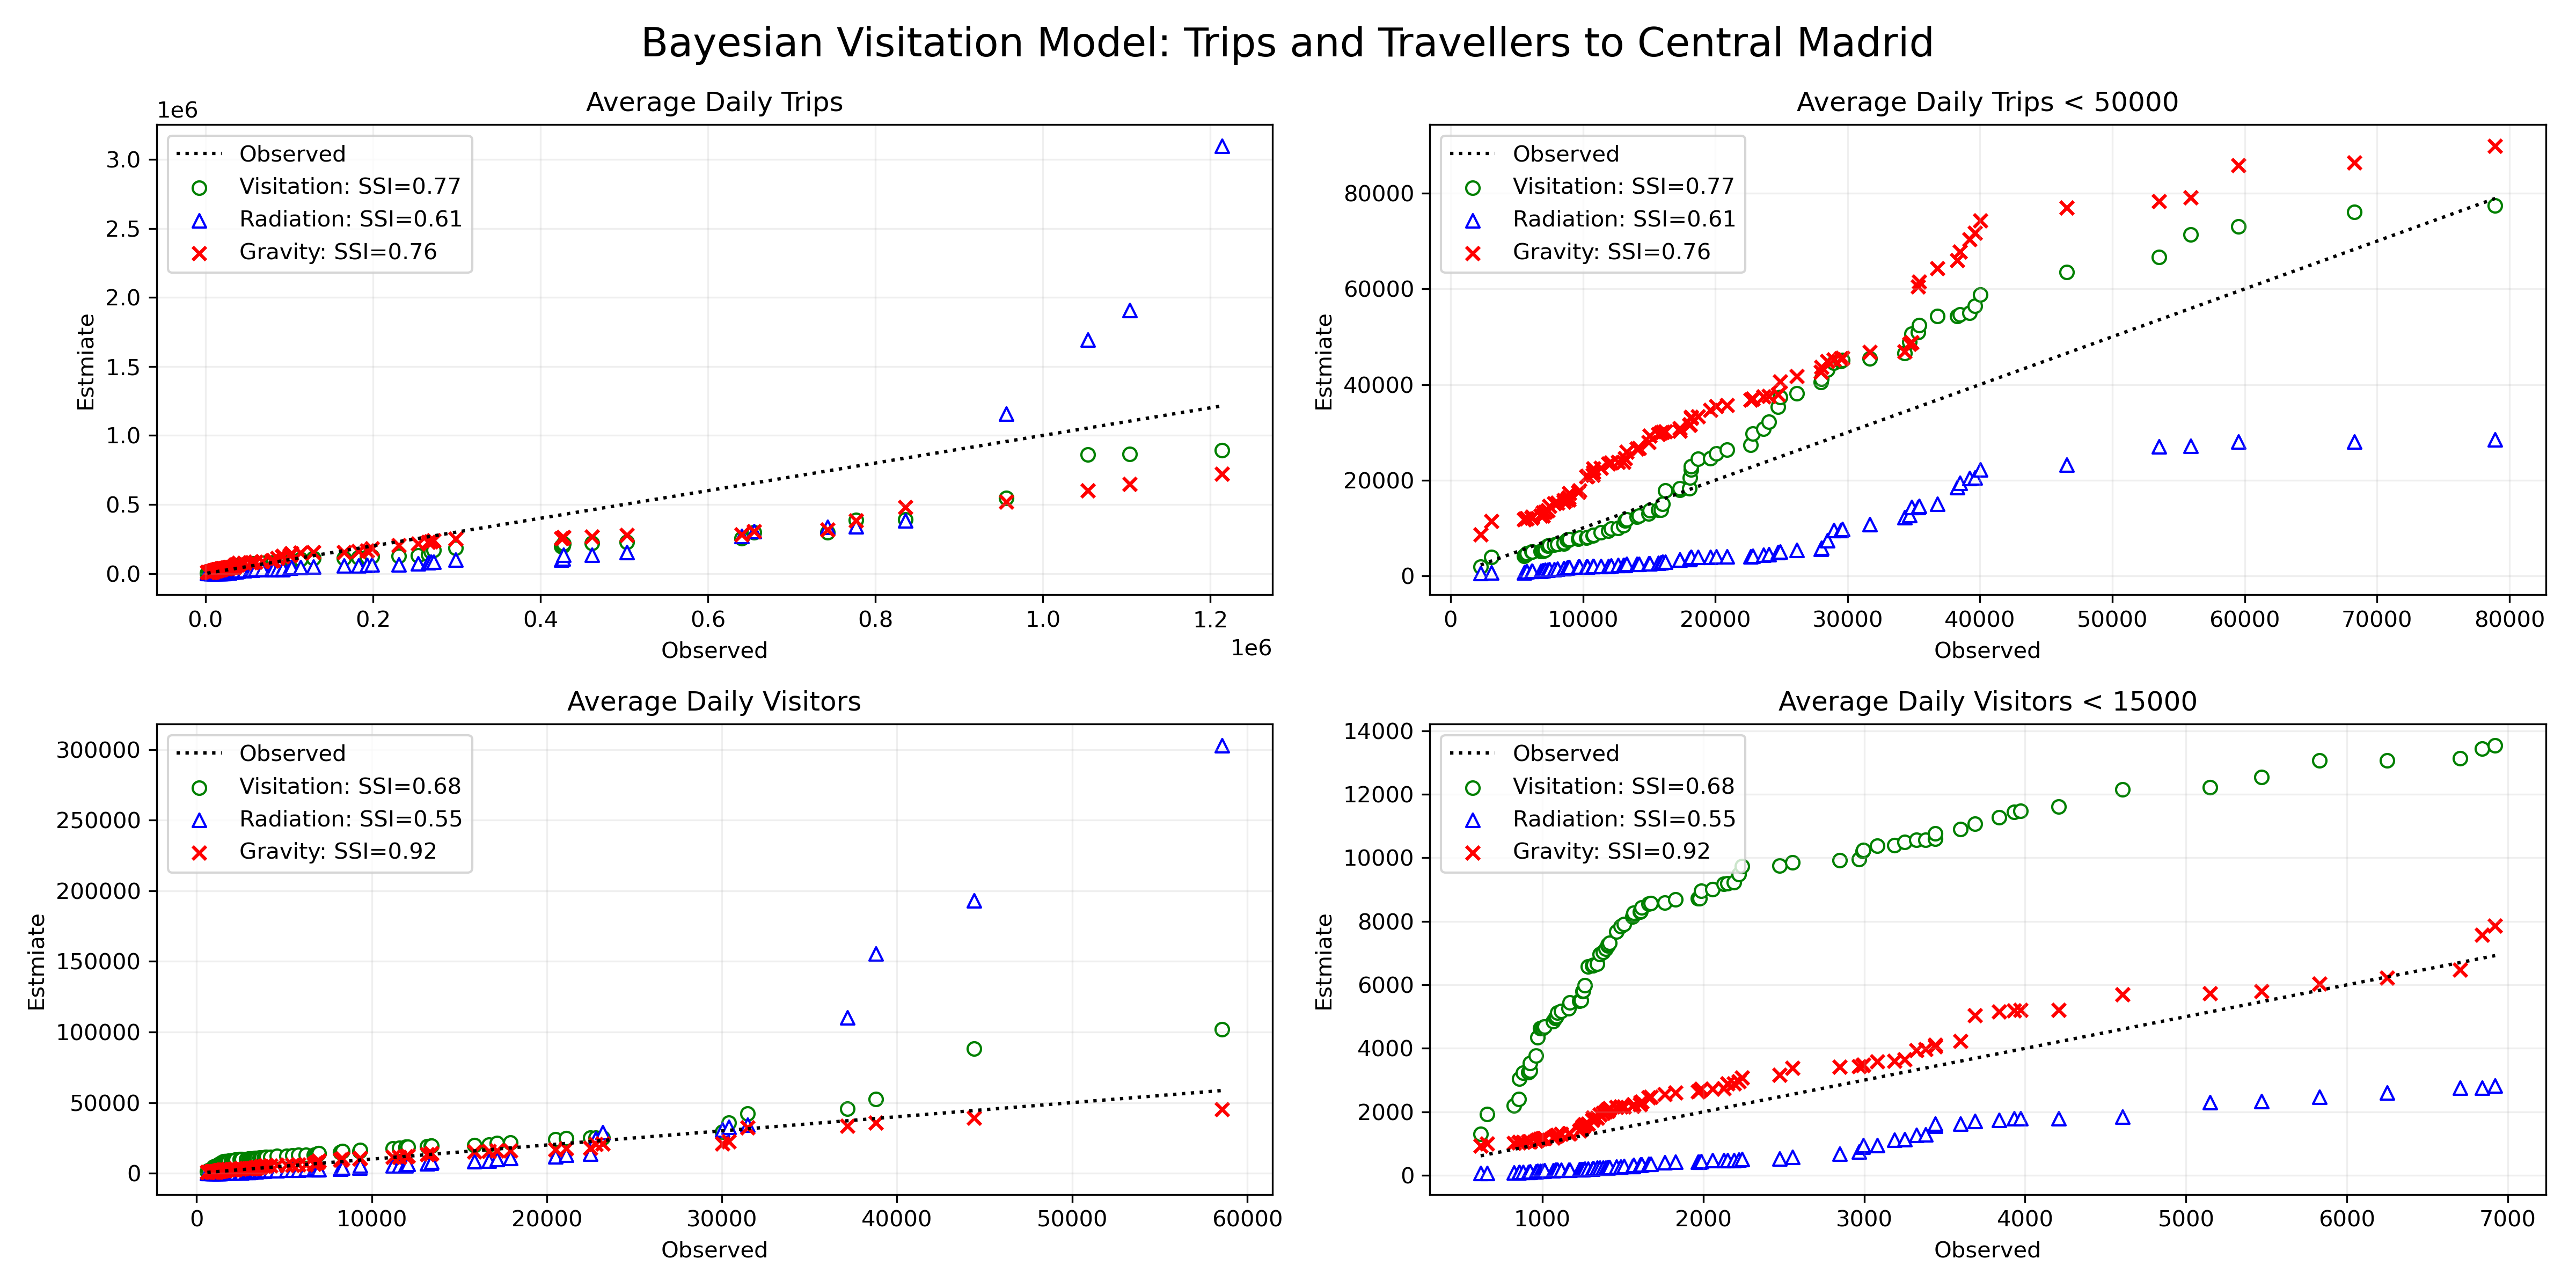 Bayesian Visitation Model: Trips and Travellers to Central Madrid
Average Daily Trips
1e6
Observed
Visitation: SSI=0.77
Radiation: SSI=0.61
Gravity: SSI=0.76
3.0
2.5
2.0
1.5
1.0
0.5
0.0
Estmiate
0.0 0.2 0.4 0.6 0.8 1.0 1.2
1e6
Observed
Average Daily Trips < 50000
Observed
Visitation: SSI=0.77
Radiation: SSI=0.61
Gravity: SSI=0.76
80000
60000
40000
20000
0
Estmiate
0 10000 20000 30000 40000 50000 60000 70000 80000
Observed
Average Daily Visitors
Observed
Visitation: SSI=0.68
Radiation: SSI=0.55
Gravity: SSI=0.92
300000
250000
200000
150000
100000
50000
0
Estmiate
0 10000 20000 30000 40000 50000 60000
Observed
Average Daily Visitors < 15000
Observed
Visitation: SSI=0.68
Radiation: SSI=0.55
Gravity: SSI=0.92
14000
12000
10000
8000
6000
4000
2000
0
Estmiate
1000 2000 3000 4000 5000 6000 7000
Observed